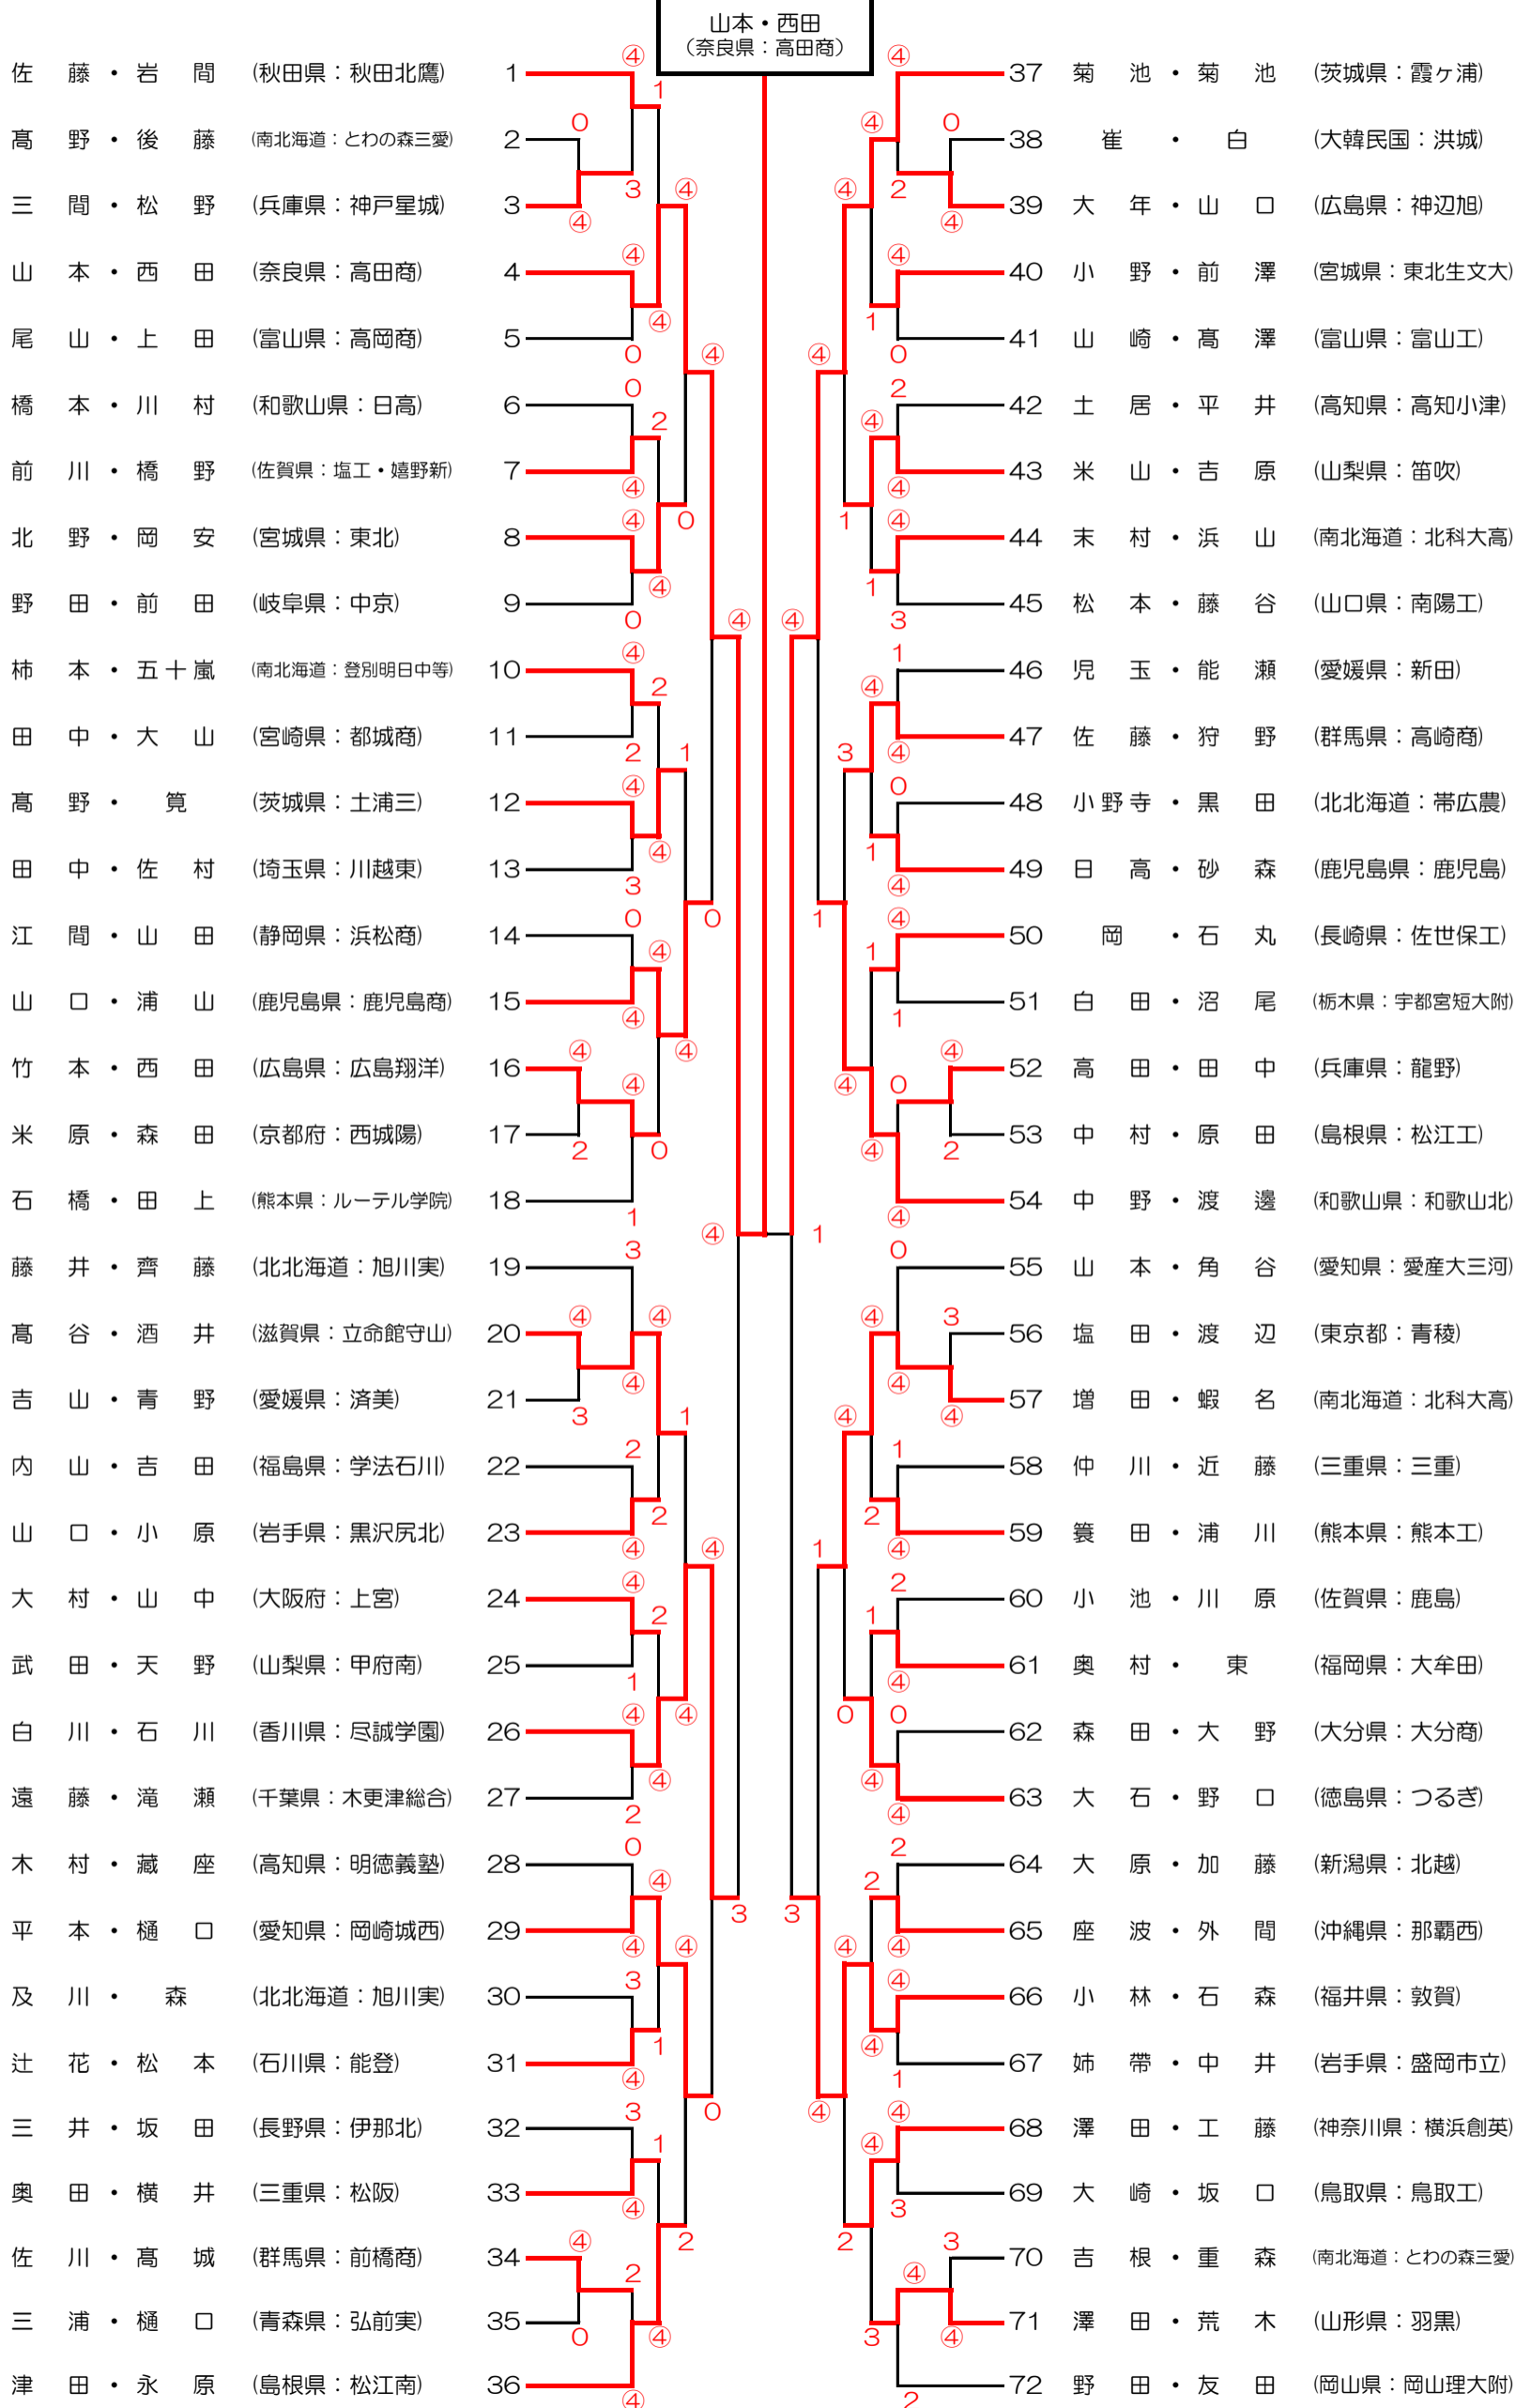 山本・西田
（奈良県：高田商）
佐藤・岩間 (秋田県：秋田北鷹) 1
髙野・後藤 (南北海道：とわの森三愛) 2
三間・松野 (兵庫県：神戸星城) 3
山本・西田 (奈良県：高田商) 4
尾山・上田 (富山県：高岡商) 5
橋本・川村 (和歌山県：日高) 6
前川・橋野 (佐賀県：塩工・嬉野新) 7
北野・岡安 (宮城県：東北) 8
野田・前田 (岐阜県：中京) 9
柿本・五十嵐 (南北海道：登別明日中等) 10
田中・大山 (宮崎県：都城商) 11
髙野・筧 (茨城県：土浦三) 12
田中・佐村 (埼玉県：川越東) 13
江間・山田 (静岡県：浜松商) 14
山口・浦山 (鹿児島県：鹿児島商) 15
竹本・西田 (広島県：広島翔洋) 16
米原・森田 (京都府：西城陽) 17
石橋・田上 (熊本県：ルーテル学院) 18
藤井・齊藤 (北北海道：旭川実) 19
髙谷・酒井 (滋賀県：立命館守山) 20
吉山・青野 (愛媛県：済美) 21
内山・吉田 (福島県：学法石川) 22
山口・小原 (岩手県：黒沢尻北) 23
大村・山中 (大阪府：上宮) 24
武田・天野 (山梨県：甲府南) 25
白川・石川 (香川県：尽誠学園) 26
遠藤・滝瀬 (千葉県：木更津総合) 27
木村・藏座 (高知県：明徳義塾) 28
平本・樋口 (愛知県：岡崎城西) 29
及川・森 (北北海道：旭川実) 30
辻花・松本 (石川県：能登) 31
三井・坂田 (長野県：伊那北) 32
奥田・横井 (三重県：松阪) 33
佐川・髙城 (群馬県：前橋商) 34
三浦・樋口 (青森県：弘前実) 35
津田・永原 (島根県：松江南) 36
37 菊池・菊池 (茨城県：霞ヶ浦)
38 崔・白 (大韓民国：洪城)
39 大年・山口 (広島県：神辺旭)
40 小野・前澤 (宮城県：東北生文大)
41 山崎・髙澤 (富山県：富山工)
42 土居・平井 (高知県：高知小津)
43 米山・吉原 (山梨県：笛吹)
44 末村・浜山 (南北海道：北科大高)
45 松本・藤谷 (山口県：南陽工)
46 児玉・能瀬 (愛媛県：新田)
47 佐藤・狩野 (群馬県：高崎商)
48 小野寺・黒田 (北北海道：帯広農)
49 日高・砂森 (鹿児島県：鹿児島)
50 岡・石丸 (長崎県：佐世保工)
51 白田・沼尾 (栃木県：宇都宮短大附)
52 高田・田中 (兵庫県：龍野)
53 中村・原田 (島根県：松江工)
54 中野・渡邊 (和歌山県：和歌山北)
55 山本・角谷 (愛知県：愛産大三河)
56 塩田・渡辺 (東京都：青稜)
57 増田・蝦名 (南北海道：北科大高)
58 仲川・近藤 (三重県：三重)
59 簑田・浦川 (熊本県：熊本工)
60 小池・川原 (佐賀県：鹿島)
61 奥村・東 (福岡県：大牟田)
62 森田・大野 (大分県：大分商)
63 大石・野口 (徳島県：つるぎ)
64 大原・加藤 (新潟県：北越)
65 座波・外間 (沖縄県：那覇西)
66 小林・石森 (福井県：敦賀)
67 姉帶・中井 (岩手県：盛岡市立)
68 澤田・工藤 (神奈川県：横浜創英)
69 大崎・坂口 (鳥取県：鳥取工)
70 吉根・重森 (南北海道：とわの森三愛)
71 澤田・荒木 (山形県：羽黒)
72 野田・友田 (岡山県：岡山理大附)